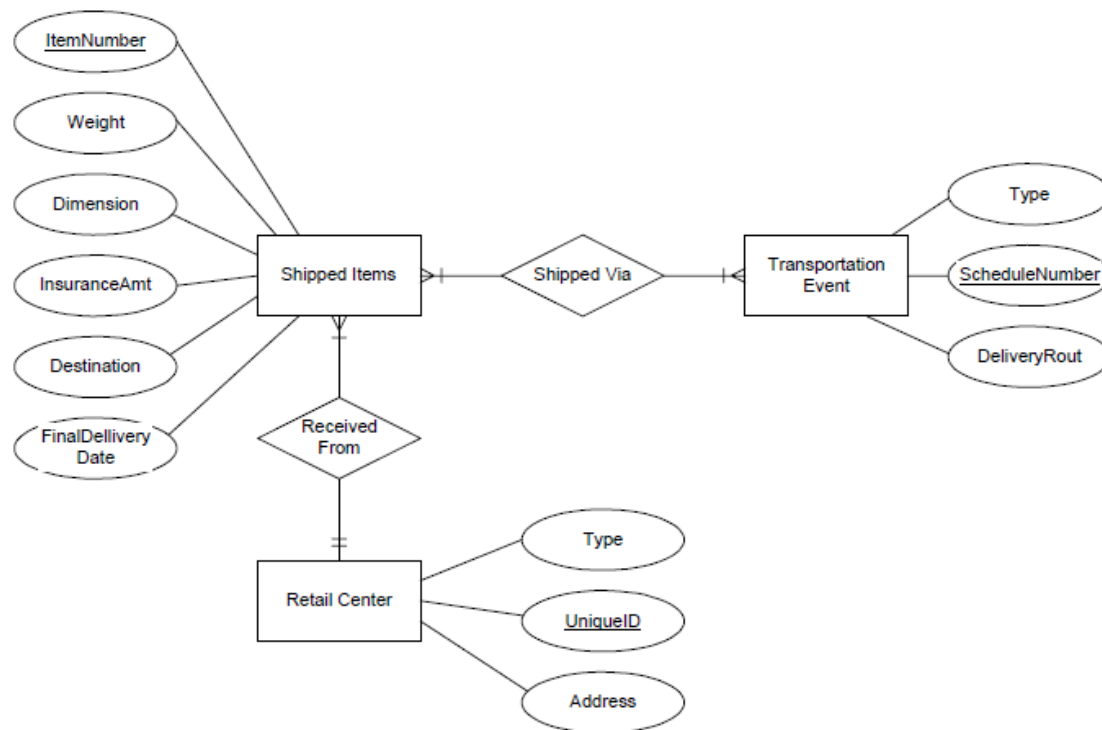 ItemNumber
Weight
Dimension
InsuranceAmt
Destination
FinalDellivery
Date
Shipped Items
Shipped Via
Transportation
Event
Type
ScheduleNumber
DeliveryRout
Received
From
Retail Center
Type
UniqueID
Address